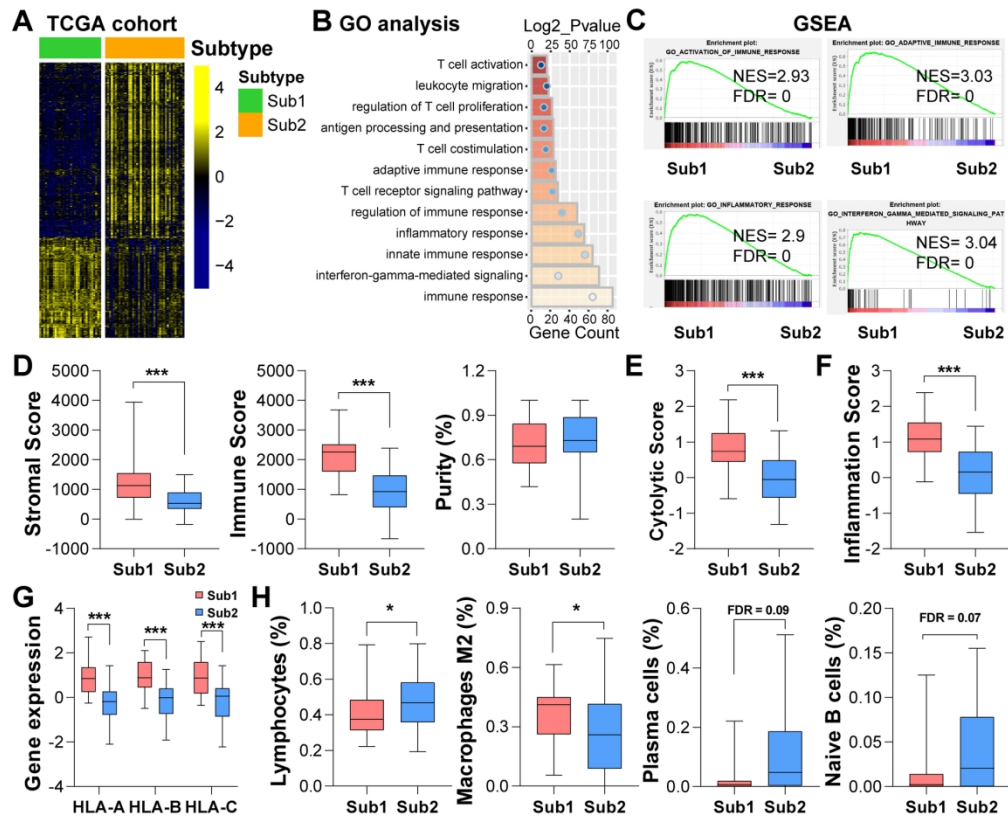 A
TCGA cohort
Subtype
4
2
0
−2
−4
Subtype
Sub1
Sub2
B GO analysis
Log2_Pvalue
0 25 50 75 100
T cell activation
leukocyte migration
regulation of T cell proliferation
antigen processing and presentation
T cell costimulation
adaptive immune response
T cell receptor signaling pathway
regulation of immune response
inflammatory response
innate immune response
interferon-gamma-mediated signaling
immune response
0 20 40 60 80
Gene Count
C
GSEA
Enrichment plot: GO_ACTIVATION_OF_IMMUNE_RESPONSE
NES=2.93
FDR= 0
Sub1 Sub2
Enrichment plot: GO_ADAPTIVE_IMMUNE_RESPONSE
NES=3.03
FDR= 0
Sub1 Sub2
Enrichment plot: GO_INFLAMMATORY_RESPONSE
NES= 2.9
FDR= 0
Sub1 Sub2
Enrichment plot:
GO_INTERFERON_GAMMA_MEDIATED_SIGNALING_PAT
HWAY
NES= 3.04
FDR= 0
Sub1 Sub2
D
Stromal Score
5000
4000
3000
2000
1000
0
-1000
***
Sub1 Sub2
Immune Score
5000
4000
3000
2000
1000
0
-1000
***
Sub1 Sub2
Purity (%)
1.2
0.9
0.6
0.3
0.0
Sub1 Sub2
E
Cytolytic Score
3
2
1
0
-1
-2
***
Sub1 Sub2
F
Inflammation Score
3
2
1
0
-1
-2
***
Sub1 Sub2
G
Gene expression
4
2
0
-2
-4
Sub1
Sub2
*** *** ***
HLA-A HLA-B HLA-C
H
Lymphocytes (%)
1.0
0.8
0.6
0.4
0.2
0.0
*
Sub1 Sub2
Macrophages M2 (%)
0.9
0.6
0.3
0.0
*
Sub1 Sub2
Plasma cells (%)
0.6
0.4
0.2
0.0
FDR = 0.09
Sub1 Sub2
Naive B cells (%)
0.20
0.15
0.10
0.05
0.00
FDR = 0.07
Sub1 Sub2